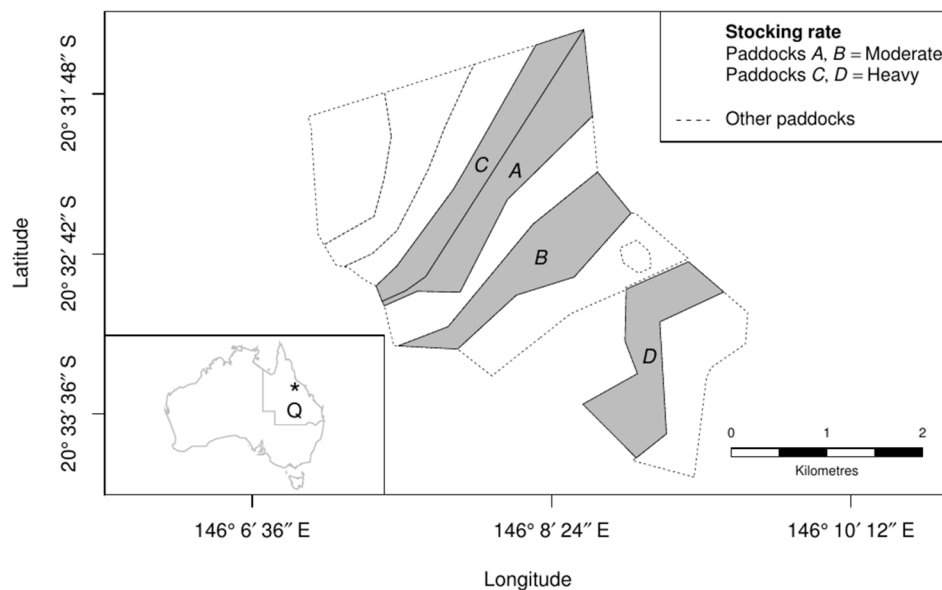 Stocking rate
Paddocks A, B = Moderate
Paddocks C, D = Heavy
Other paddocks
20° 31′ 48″ S
20° 32′ 42″ S
20° 33′ 36″ S
Latitude
C
A
B
D
*
Q
0 1 2
Kilometres
146° 6′ 36″ E 146° 8′ 24″ E 146° 10′ 12″ E
Longitude